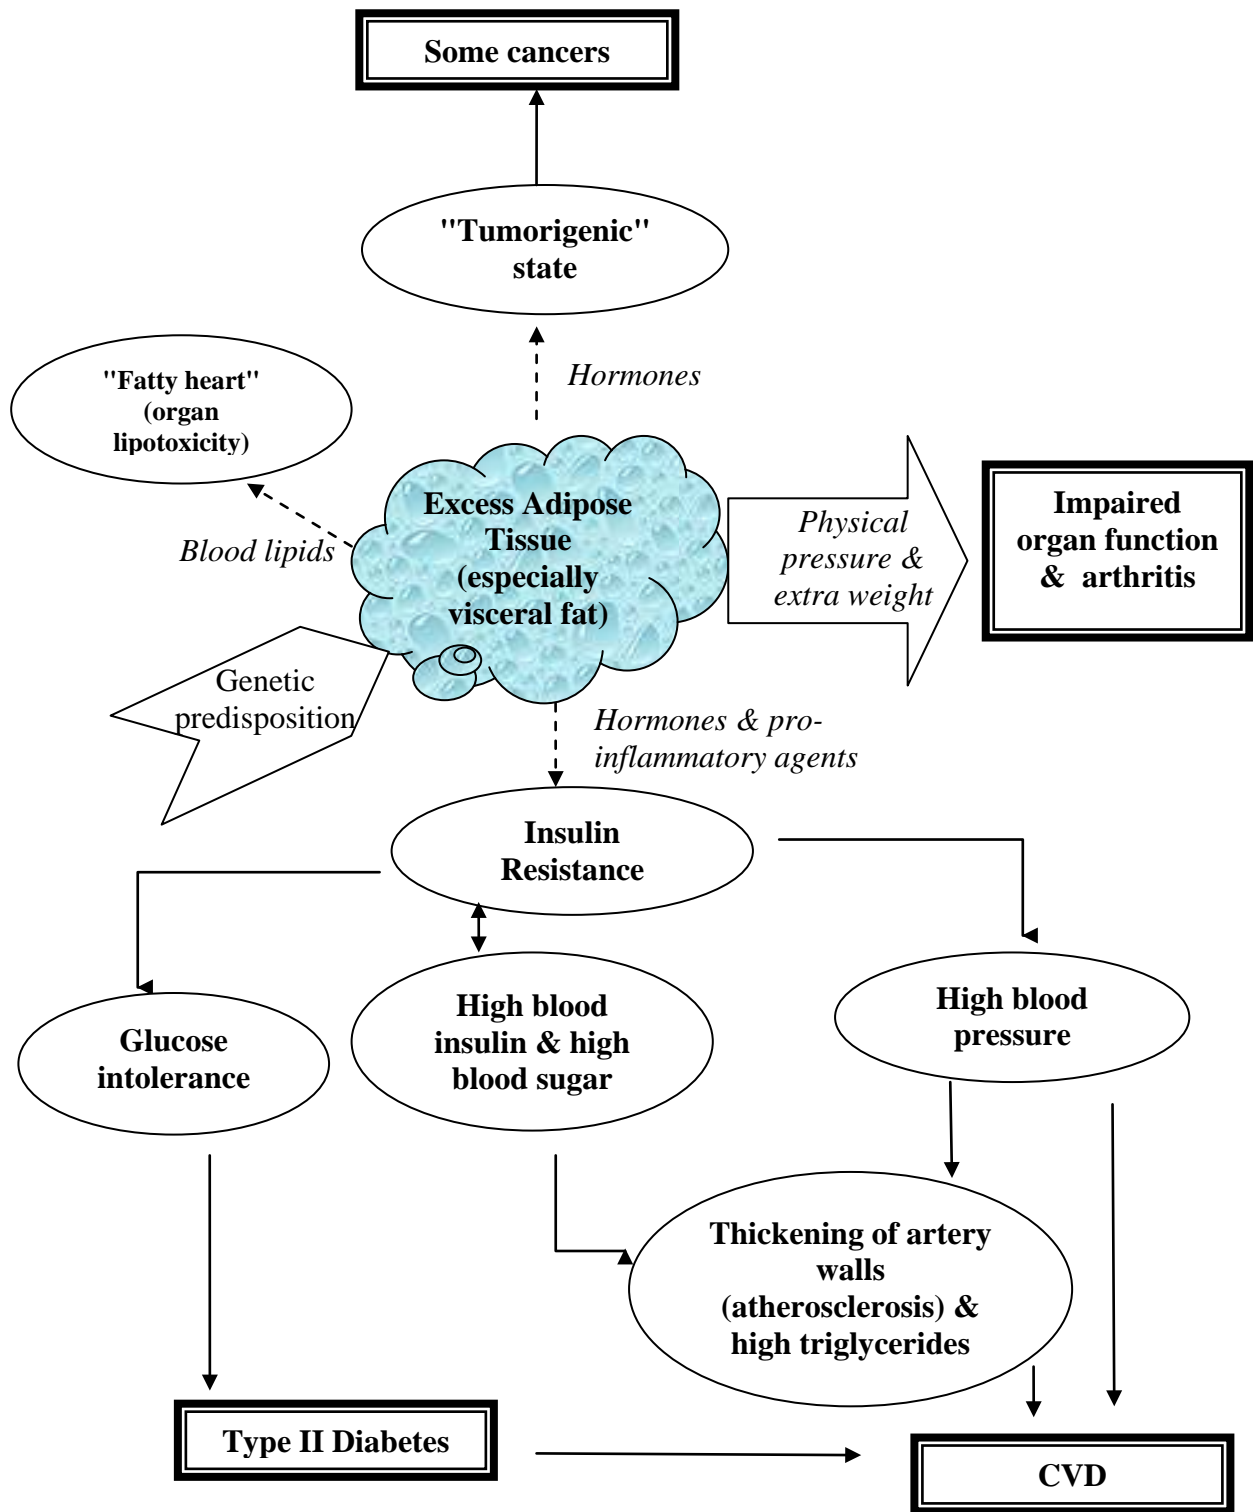 Some cancers
"Tumorigenic"
state
Hormones
"Fatty heart"
(organ
lipotoxicity)
Blood lipids
Excess Adipose
Tissue
(especially
visceral fat)
Physical
pressure &
extra weight
Impaired
organ function
& arthritis
Genetic
predisposition
Hormones & pro-
inflammatory agents
Insulin
Resistance
Glucose
intolerance
High blood
insulin & high
blood sugar
High blood
pressure
Thickening of artery
walls
(atherosclerosis) &
high triglycerides
Type II Diabetes
CVD